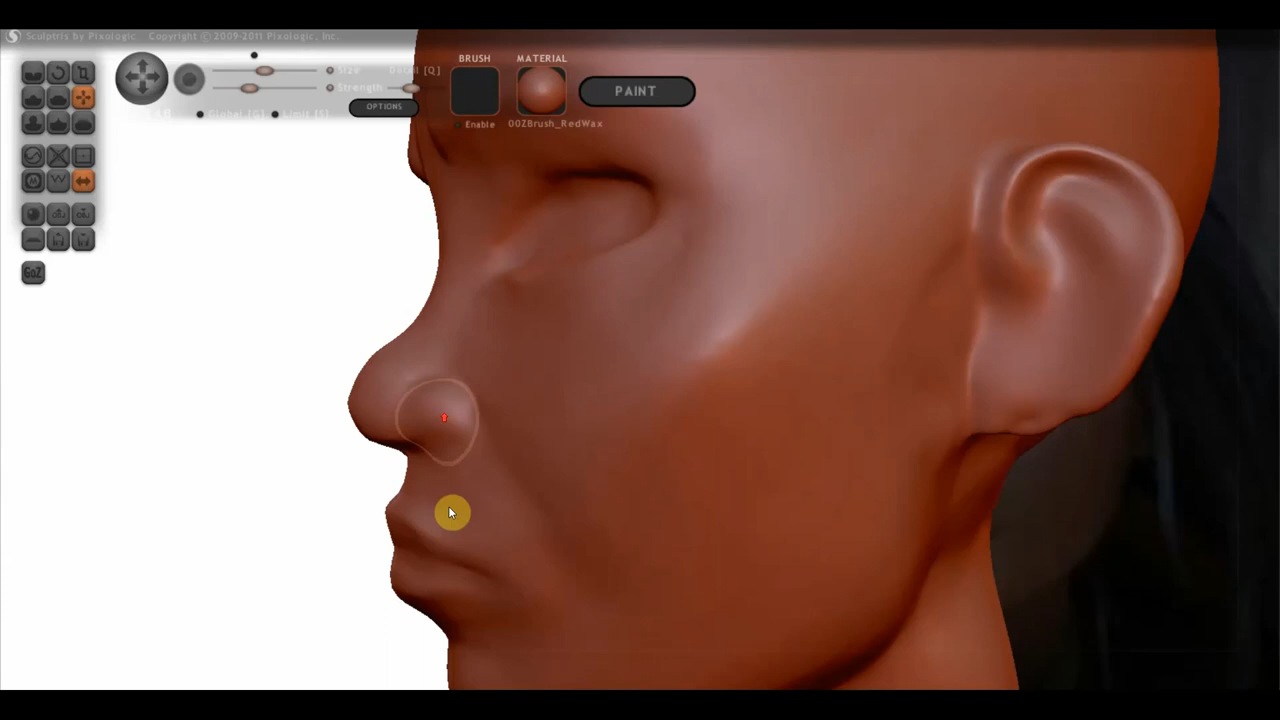 Sculptris by Pixologic Copyright © 2009-2011 Pixologic, Inc.
BRUSH
MATERIAL
Size
Detail [Q]
Strength
PAINT
OPTIONS
Global [G]
Limit [S]
Enable
00ZBrush_RedWax
GoZ